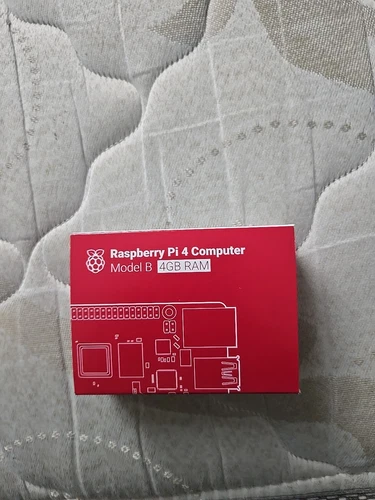 Raspberry Pi 4 Computer
Model B 4GB RAM